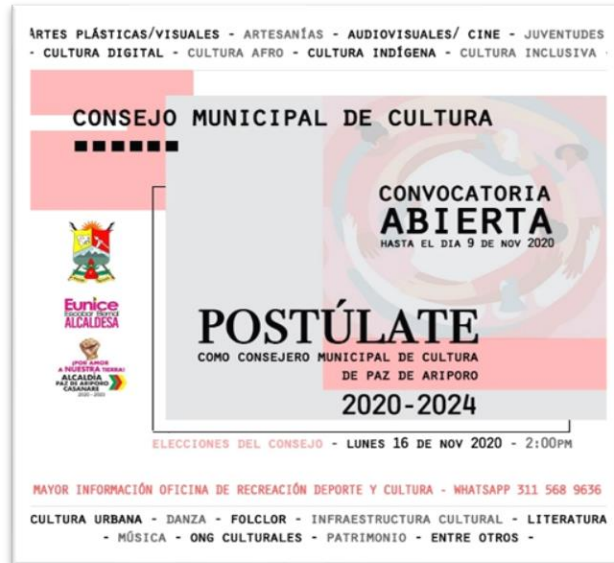 ARTES PLÁSTICAS/VISUALES - ARTESANÍAS - AUDIOVISUALES/ CINE - JUVENTUDES
- CULTURA DIGITAL - CULTURA AFRO - CULTURA INDÍGENA - CULTURA INCLUSIVA -
CONSEJO MUNICIPAL DE CULTURA
CONVOCATORIA
ABIERTA
HASTA EL DIA 9 DE NOV 2020
Eunice
Escobar Bernal
ALCALDESA
¡POR AMOR
A NUESTRA TIERRA!
ALCALDÍA
PAZ DE ARIPORO
CASANARE
2020 - 2023
POSTÚLATE
COMO CONSEJERO MUNICIPAL DE CULTURA
DE PAZ DE ARIPORO
2020-2024
ELECCIONES DEL CONSEJO - LUNES 16 DE NOV 2020 - 2:00PM
MAYOR INFORMACIÓN OFICINA DE RECREACIÓN DEPORTE Y CULTURA - WHATSAPP 311 568 9636
CULTURA URBANA - DANZA - FOLCLOR - INFRAESTRUCTURA CULTURAL - LITERATURA
- MÚSICA - ONG CULTURALES - PATRIMONIO - ENTRE OTROS -